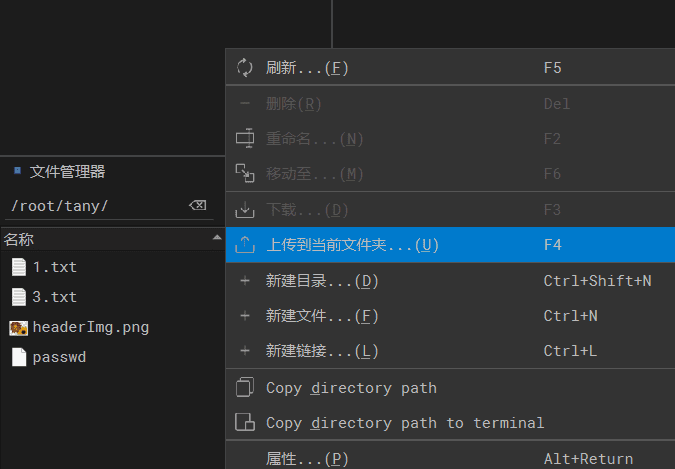 刷新...(F) F5
删除(R) Del
重命名...(N) F2
移动至...(M) F6
下载...(D) F3
上传到当前文件夹...(U) F4
新建目录...(D) Ctrl+Shift+N
新建文件...(F) Ctrl+N
新建链接...(L) Ctrl+L
Copy directory path
Copy directory path to terminal
属性...(P) Alt+Return
文件管理器
/root/tany/
名称
1.txt
3.txt
headerImg.png
passwd